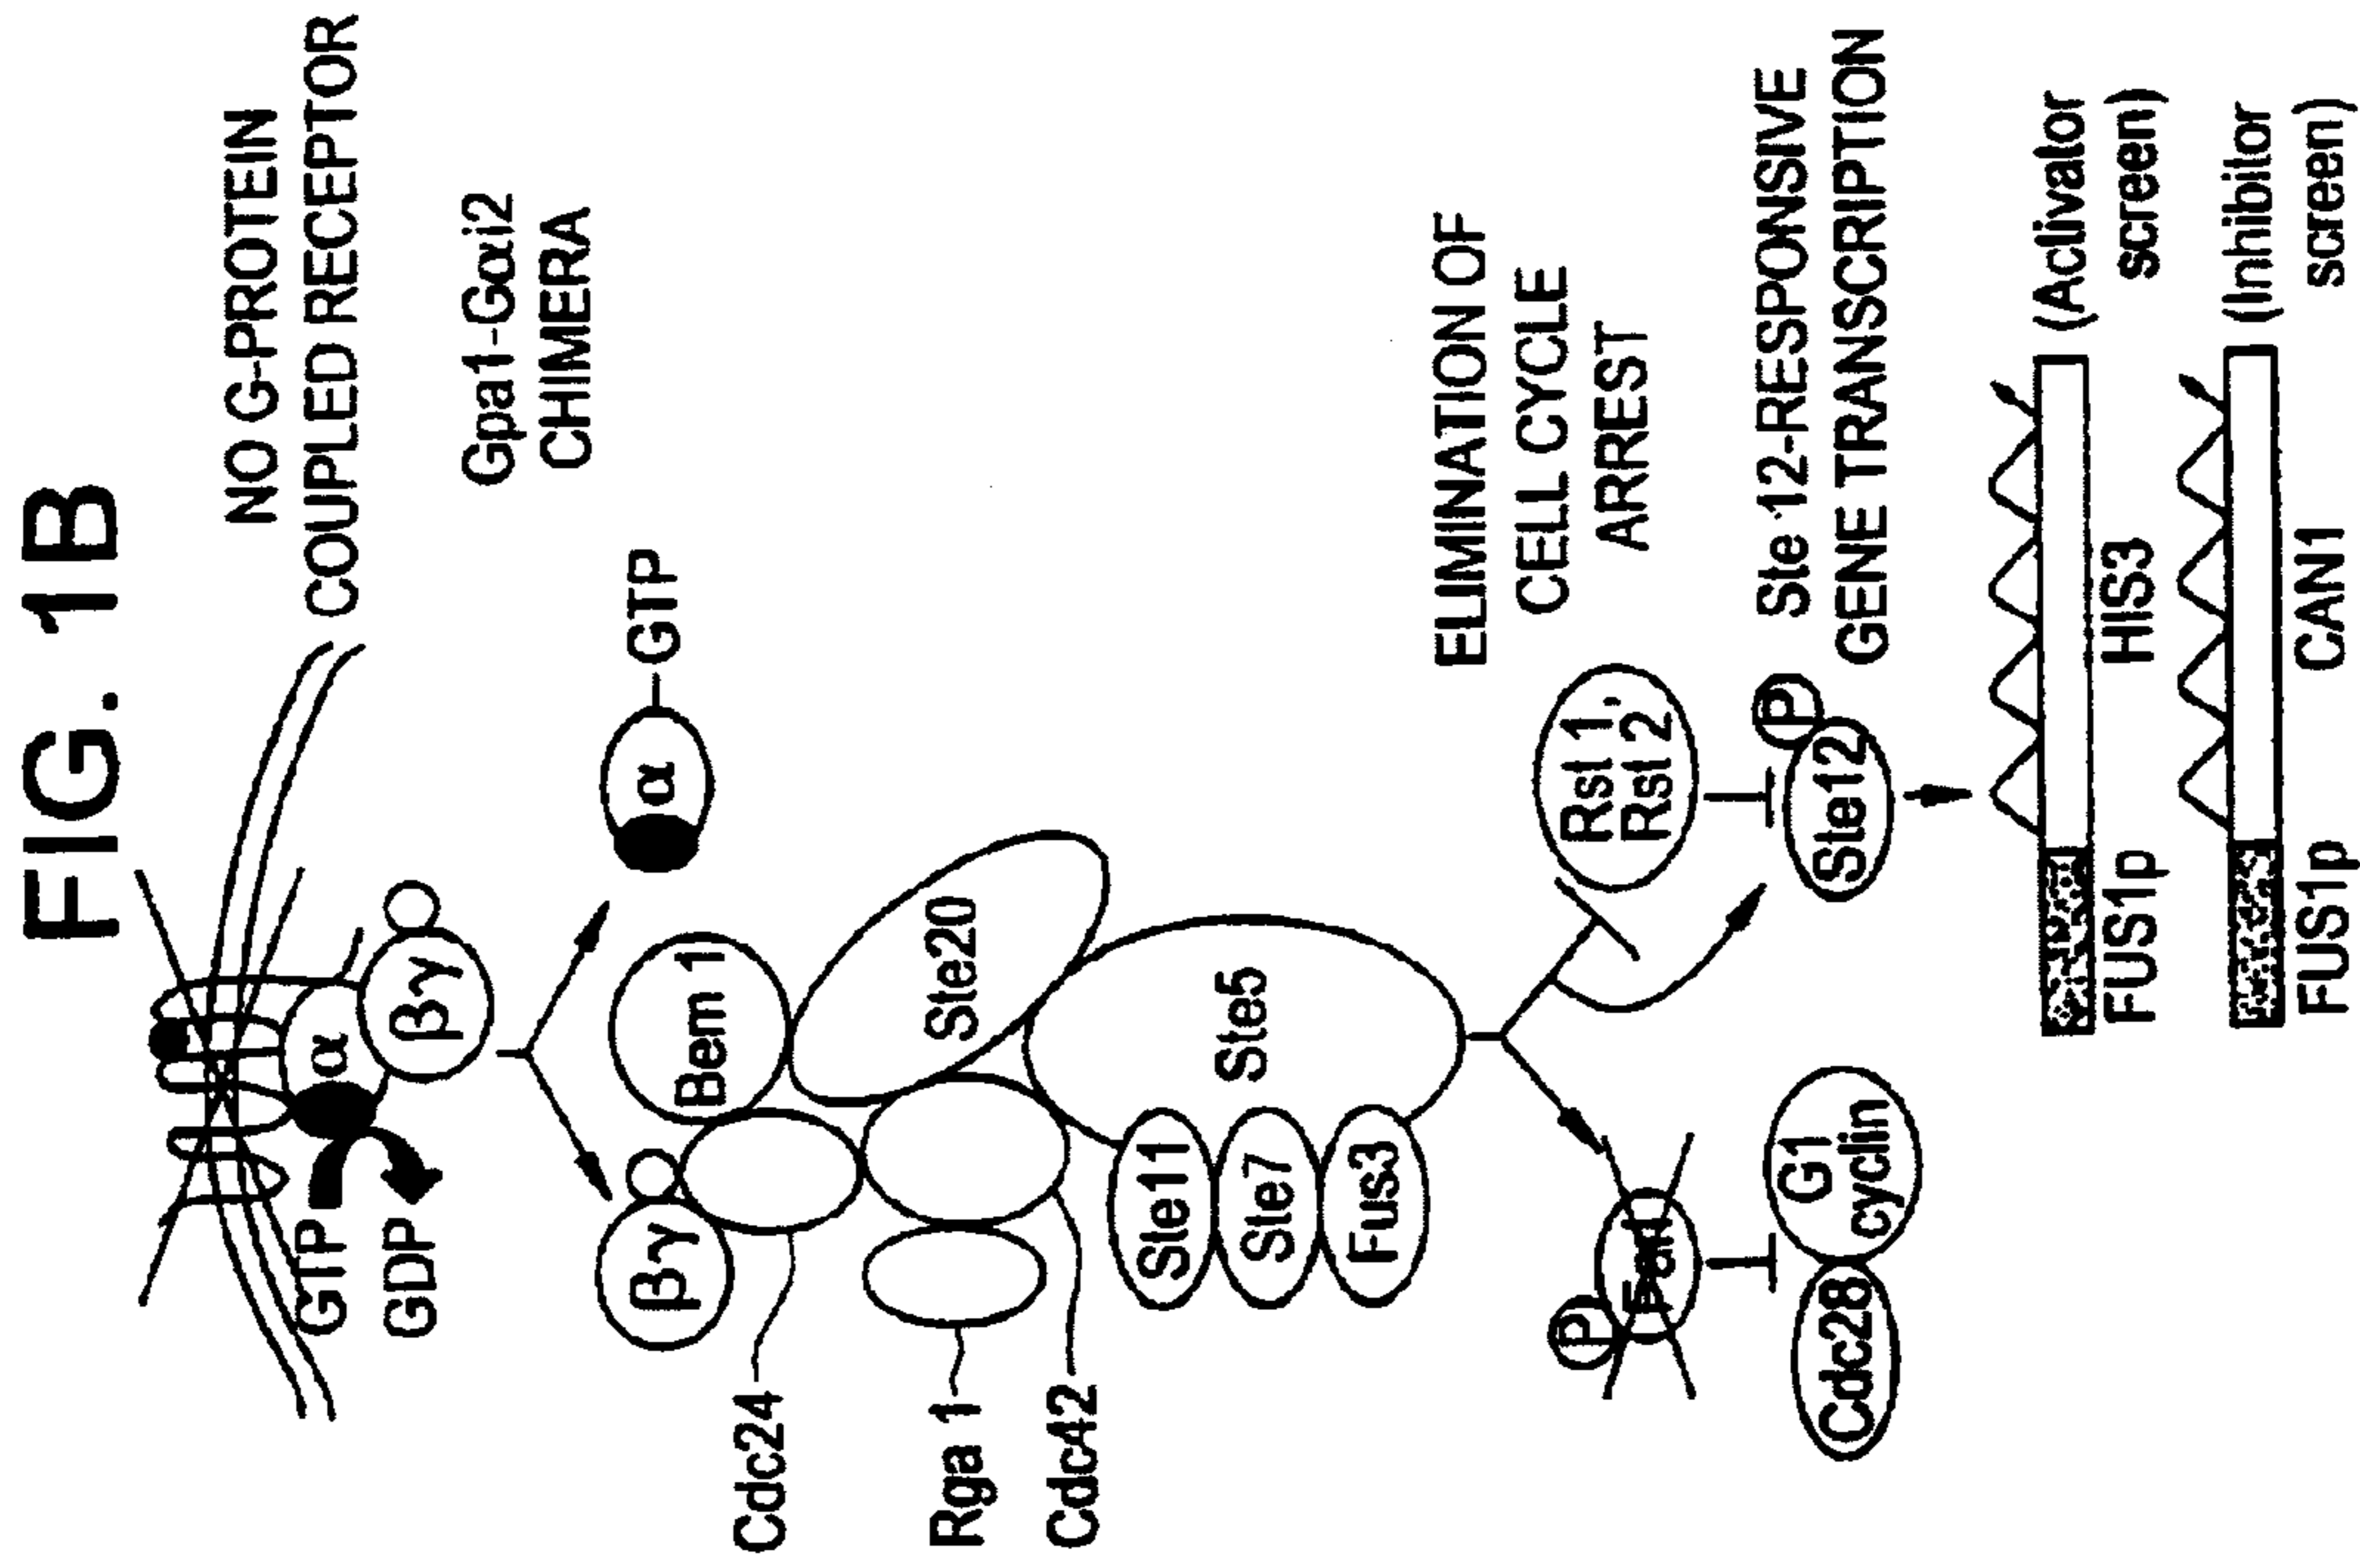 FIG. 1B
NO G-PROTEIN
COUPLED RECEPTOR
α
βγ
GTP
GDP
Gpa1-Gαi2
CHIMERA
βγ
α
GTP
Bem 1
Cdc24
Ste20
Rga 1
Cdc42
Ste5
Ste11
Ste7
Fus3
ELIMINATION OF
CELL CYCLE
ARREST
Rst 1,
Rst 2
P
P
Ste12
Ste 12-RESPONSIVE
GENE TRANSCRIPTION
G1
cyclin
Cdc28
FUS1p
HIS3
(Activator
screen)
FUS1p
CAN1
(Inhibitor
screen)